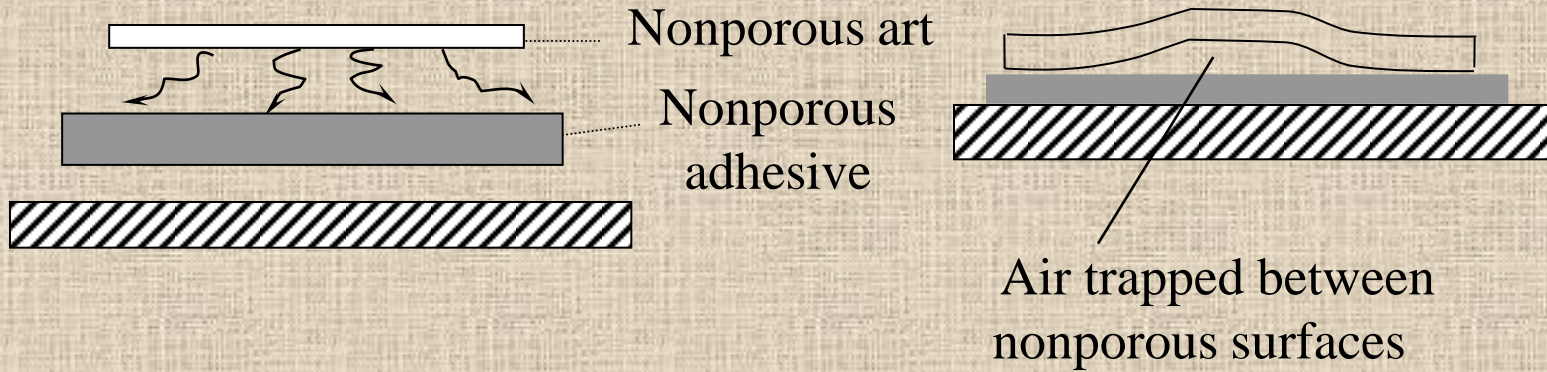 Nonporous art
Nonporous
adhesive
Air trapped between
nonporous surfaces